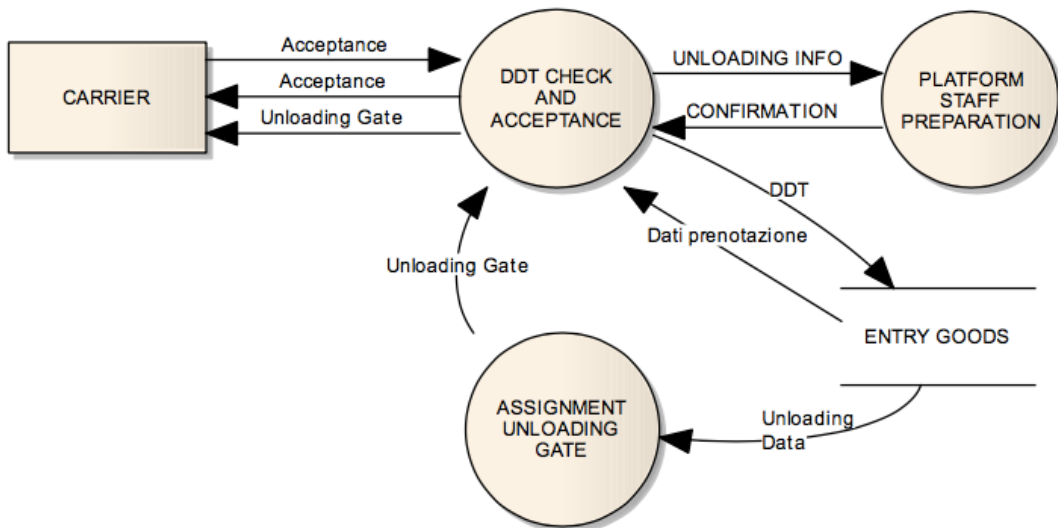 Acceptance
CARRIER
Acceptance
Unloading Gate
DDT CHECK
AND
ACCEPTANCE
UNLOADING INFO
CONFIRMATION
PLATFORM
STAFF
PREPARATION
DDT
Dati prenotazione
Unloading Gate
ENTRY GOODS
ASSIGNMENT
UNLOADING
GATE
Unloading
Data